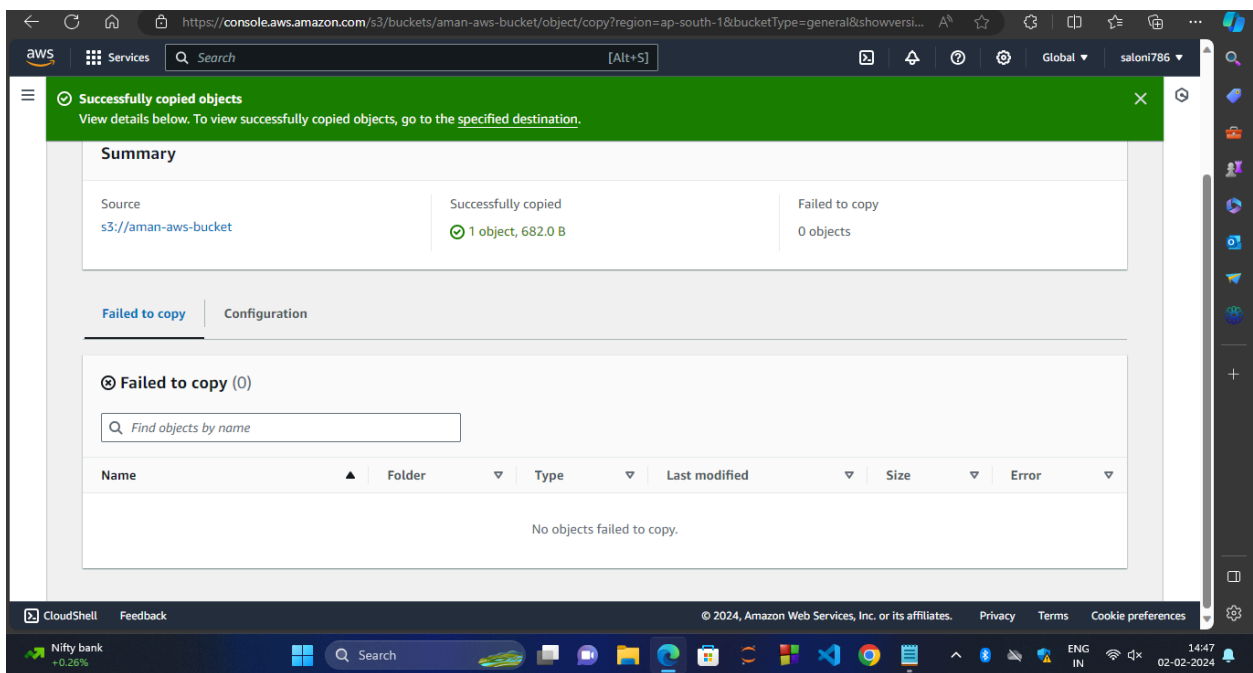 https://console.aws.amazon.com/s3/buckets/aman-aws-bucket/object/copy?region=ap-south-1&bucketType=general&showversi...
aws Services Search [Alt+S] Global saloni786
Successfully copied objects
View details below. To view successfully copied objects, go to the specified destination.
Summary
Source Successfully copied Failed to copy
s3://aman-aws-bucket 1 object, 682.0 B 0 objects
Failed to copy Configuration
Failed to copy (0)
Find objects by name
Name Folder Type Last modified Size Error
No objects failed to copy.
CloudShell Feedback © 2024, Amazon Web Services, Inc. or its affiliates. Privacy Terms Cookie preferences
Nifty bank
+0.26%
Search
ENG
IN
14:47
02-02-2024